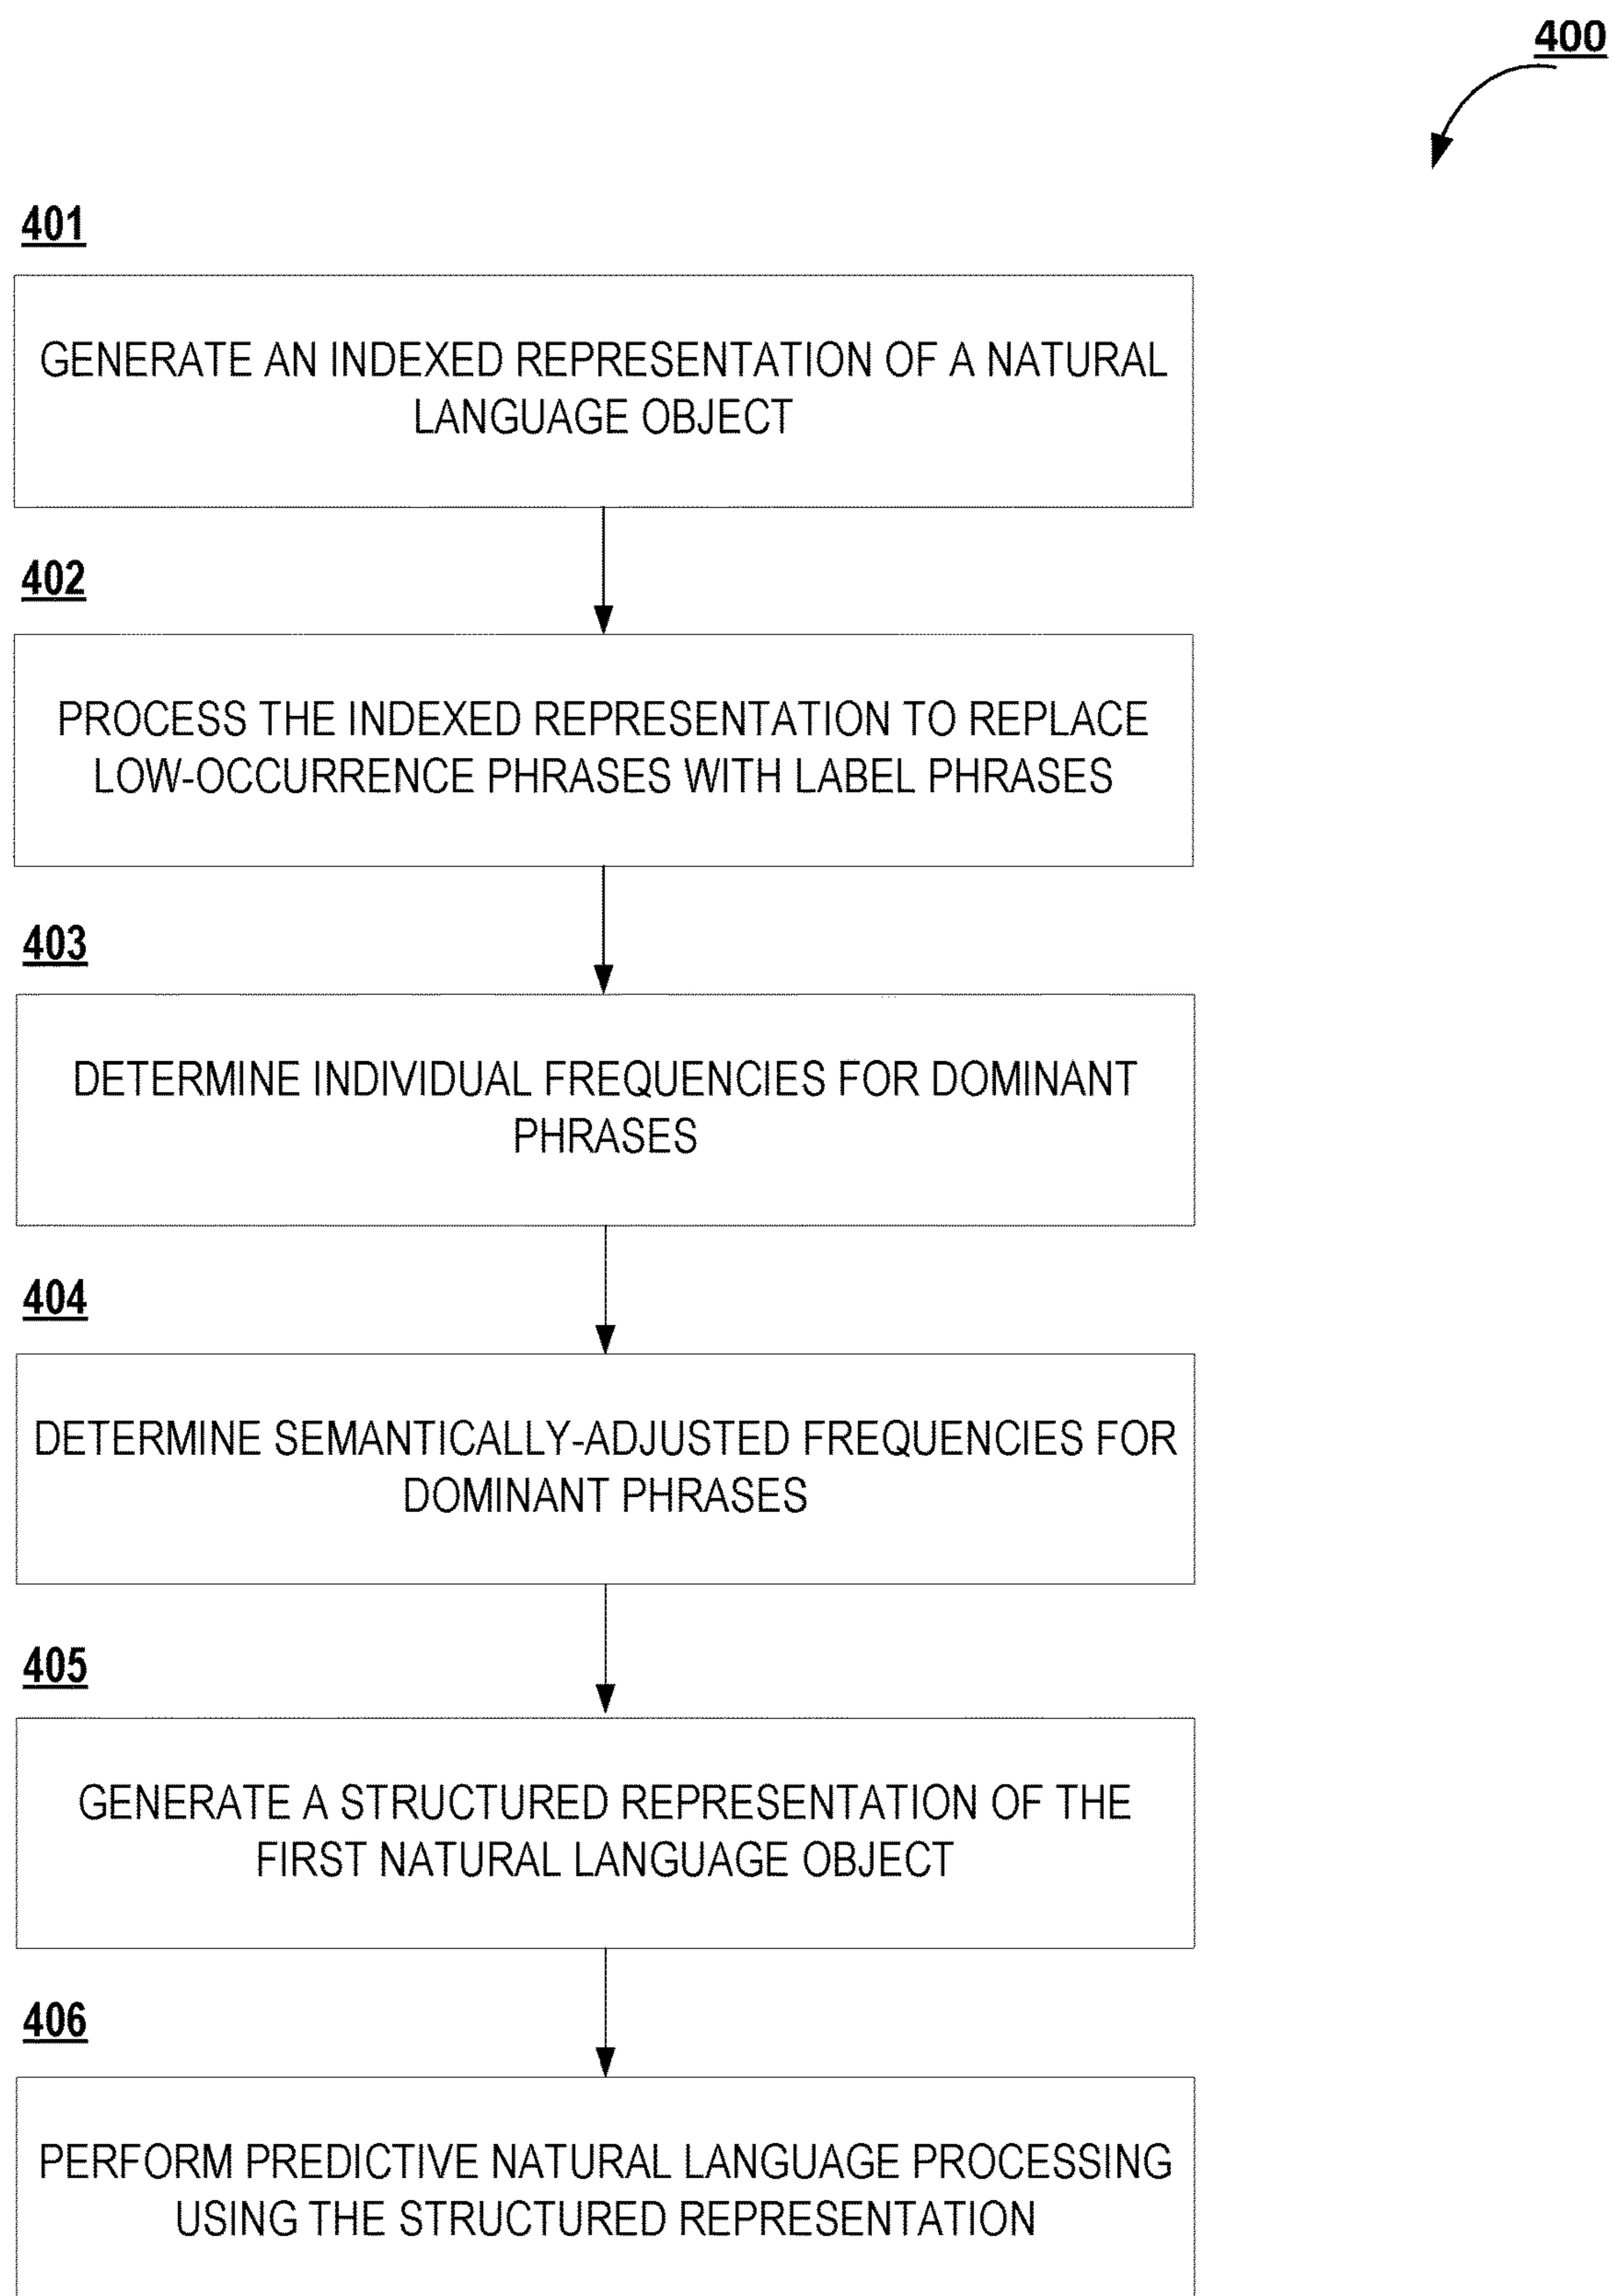 400
401
GENERATE AN INDEXED REPRESENTATION OF A NATURAL
LANGUAGE OBJECT
402
PROCESS THE INDEXED REPRESENTATION TO REPLACE
LOW-OCCURRENCE PHRASES WITH LABEL PHRASES
403
DETERMINE INDIVIDUAL FREQUENCIES FOR DOMINANT
PHRASES
404
DETERMINE SEMANTICALLY-ADJUSTED FREQUENCIES FOR
DOMINANT PHRASES
405
GENERATE A STRUCTURED REPRESENTATION OF THE
FIRST NATURAL LANGUAGE OBJECT
406
PERFORM PREDICTIVE NATURAL LANGUAGE PROCESSING
USING THE STRUCTURED REPRESENTATION